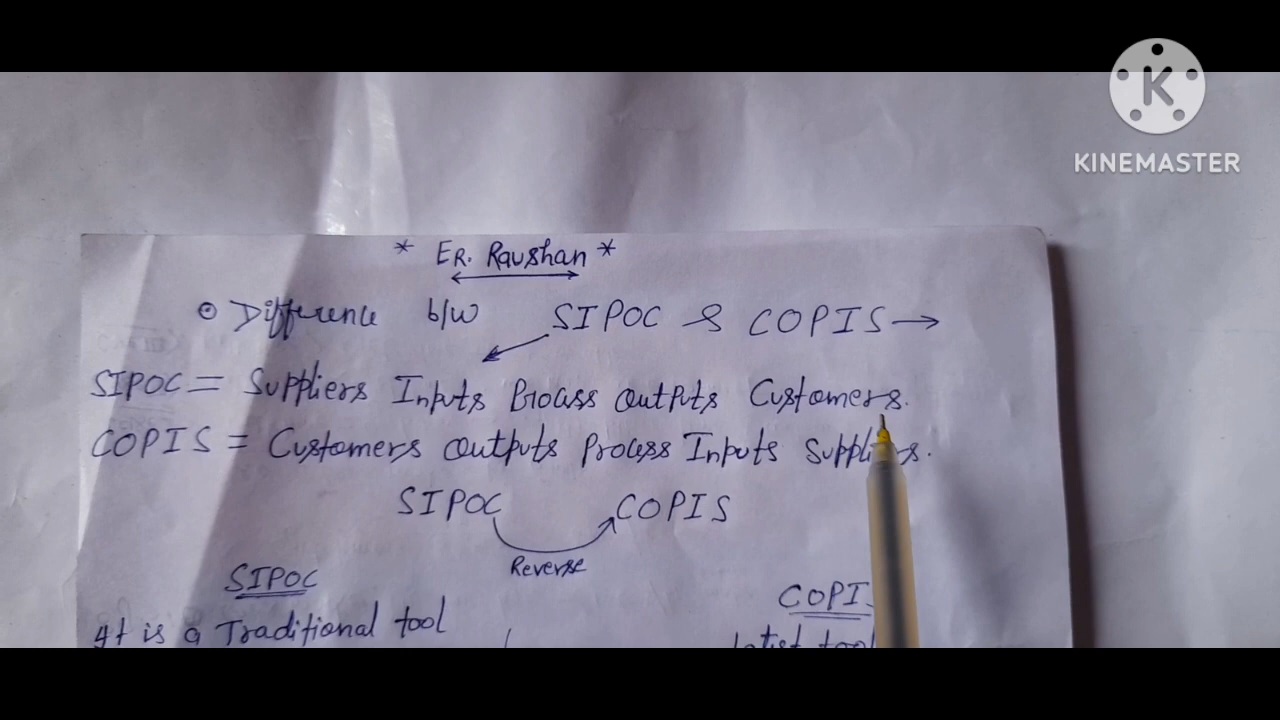 KINEMASTER
* ER. Raushan *
Difference b/w SIPOC & COPIS →
SIPOC = Suppliers Inputs Process Outputs Customers.
COPIS = Customers Outputs Process Inputs Suppliers.
SIPOC COPIS
Reverse
SIPOC COPI
It is a Traditional tool